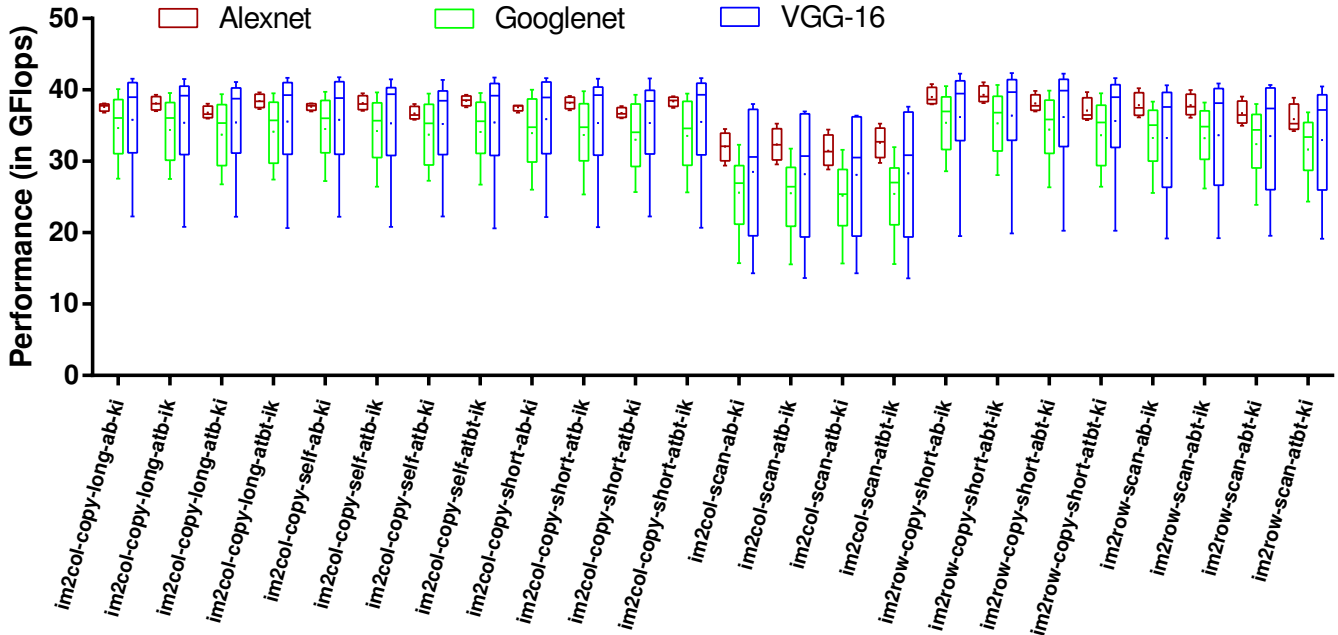 Alexnet Googlenet VGG-16
Performance (in GFlops)
50
40
30
20
10
0
im2col-copy-long-ab-ki
im2col-copy-long-atb-ik
im2col-copy-long-atb-ki
im2col-copy-long-atbt-ik
im2col-copy-self-ab-ki
im2col-copy-self-atb-ik
im2col-copy-self-atb-ki
im2col-copy-self-atbt-ik
im2col-copy-short-ab-ki
im2col-copy-short-atb-ik
im2col-copy-short-atb-ki
im2col-copy-short-atbt-ik
im2col-scan-ab-ki
im2col-scan-atb-ik
im2col-scan-atb-ki
im2col-scan-atbt-ik
im2row-copy-short-ab-ik
im2row-copy-short-abt-ik
im2row-copy-short-abt-ki
im2row-copy-short-atbt-ki
im2row-scan-ab-ik
im2row-scan-abt-ik
im2row-scan-abt-ki
im2row-scan-atbt-ki